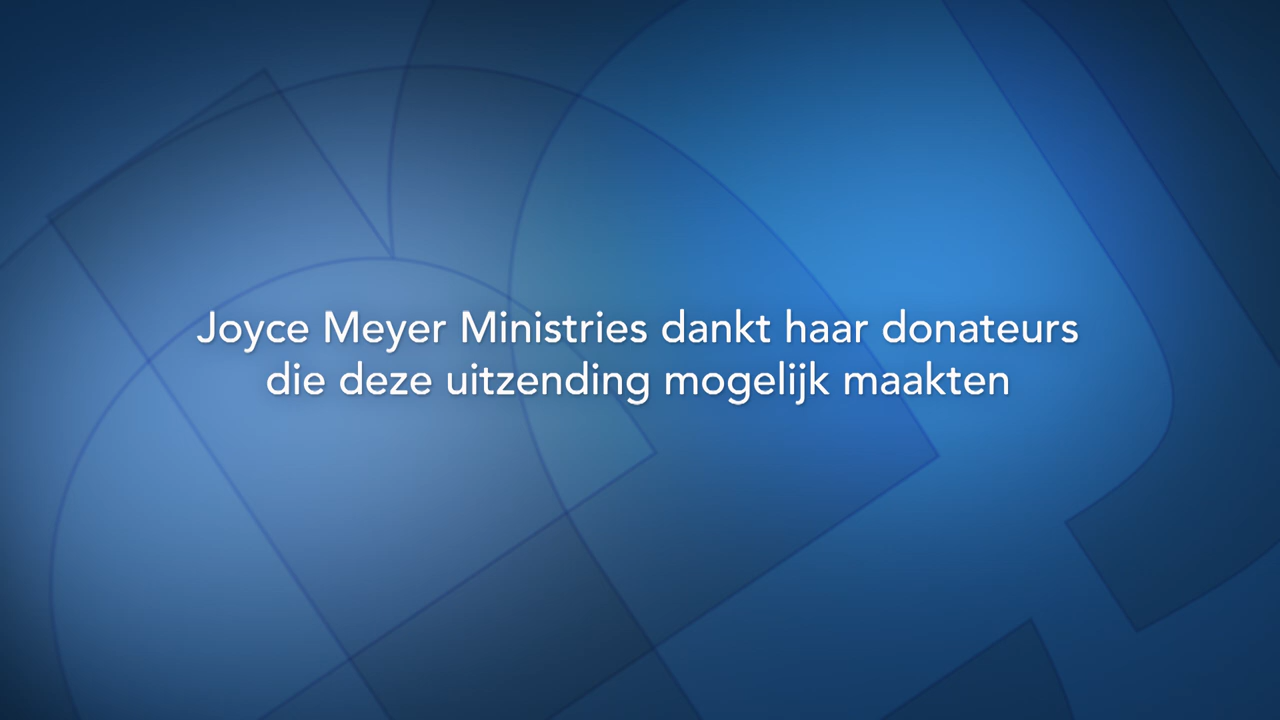 Joyce Meyer Ministries dankt haar donateurs
die deze uitzending mogelijk maakten